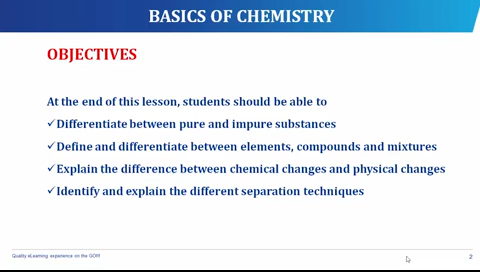 BASICS OF CHEMISTRY
OBJECTIVES
At the end of this lesson, students should be able to
✓Differentiate between pure and impure substances
✓Define and differentiate between elements, compounds and mixtures
✓Explain the difference between chemical changes and physical changes
✓Identify and explain the different separation techniques
Quality eLearning experience on the GO!!!
2